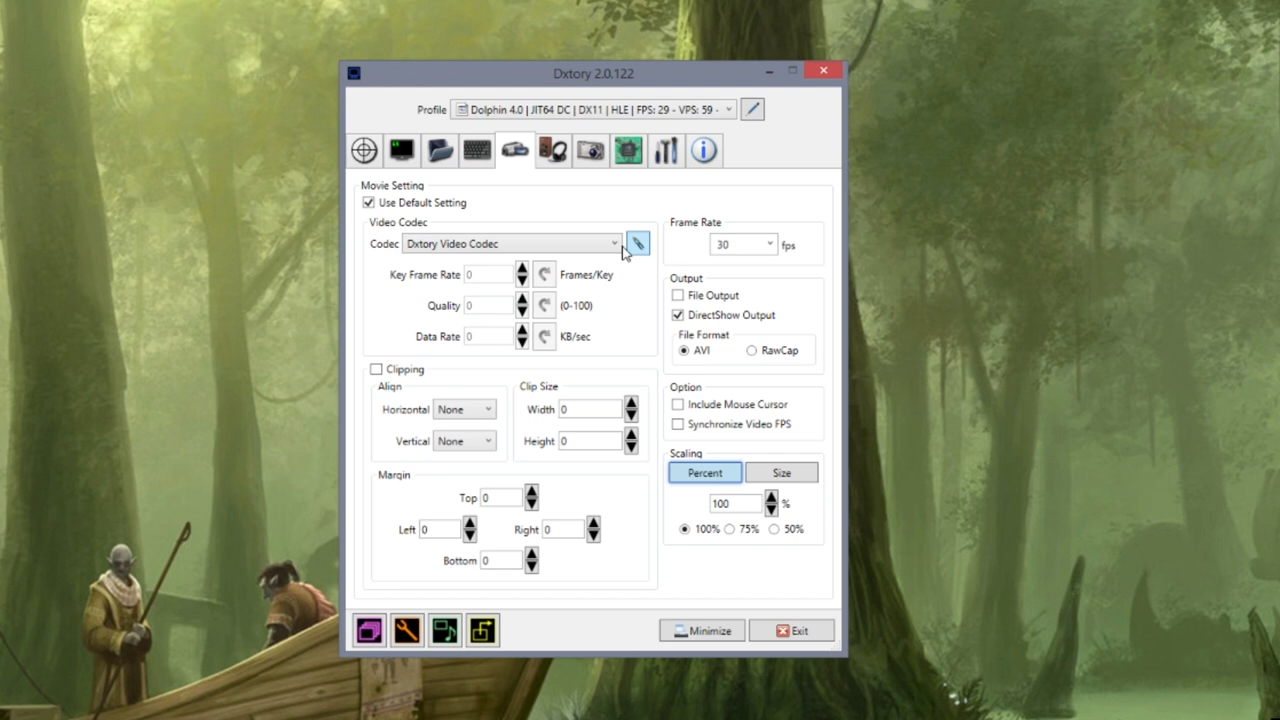 Dxtory 2.0.122
Profile Dolphin 4.0 | JIT64 DC | DX11 | HLE | FPS: 29 - VPS: 59 -
Movie Setting
Use Default Setting
Video Codec
Codec Dxtory Video Codec
Key Frame Rate 0 Frames/Key
Quality 0 (0-100)
Data Rate 0 KB/sec
Frame Rate
30 fps
Output
File Output
DirectShow Output
File Format
AVI RawCap
Clipping
Align
Horizontal None
Vertical None
Clip Size
Width 0
Height 0
Option
Include Mouse Cursor
Synchronize Video FPS
Margin
Top 0
Left 0 Right 0
Bottom 0
Scaling
Percent Size
100 %
100% 75% 50%
Minimize Exit